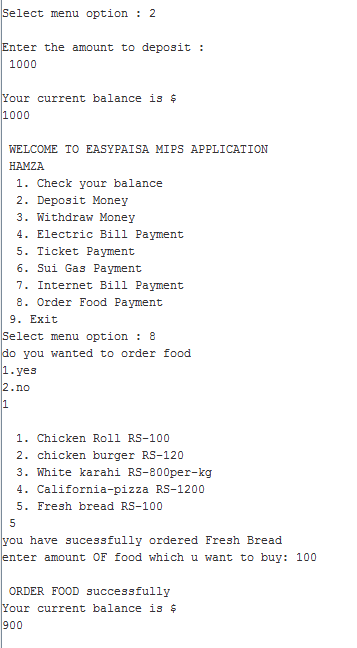 Select menu option : 2
Enter the amount to deposit :
1000
Your current balance is $
1000
WELCOME TO EASYPAISA MIPS APPLICATION
HAMZA
1. Check your balance
2. Deposit Money
3. Withdraw Money
4. Electric Bill Payment
5. Ticket Payment
6. Sui Gas Payment
7. Internet Bill Payment
8. Order Food Payment
9. Exit
Select menu option : 8
do you wanted to order food
1.yes
2.no
1
1. Chicken Roll RS-100
2. chicken burger RS-120
3. White karahi RS-800per-kg
4. California-pizza RS-1200
5. Fresh bread RS-100
5
you have sucessfully ordered Fresh Bread
enter amount OF food which u want to buy: 100
ORDER FOOD successfully
Your current balance is $
900